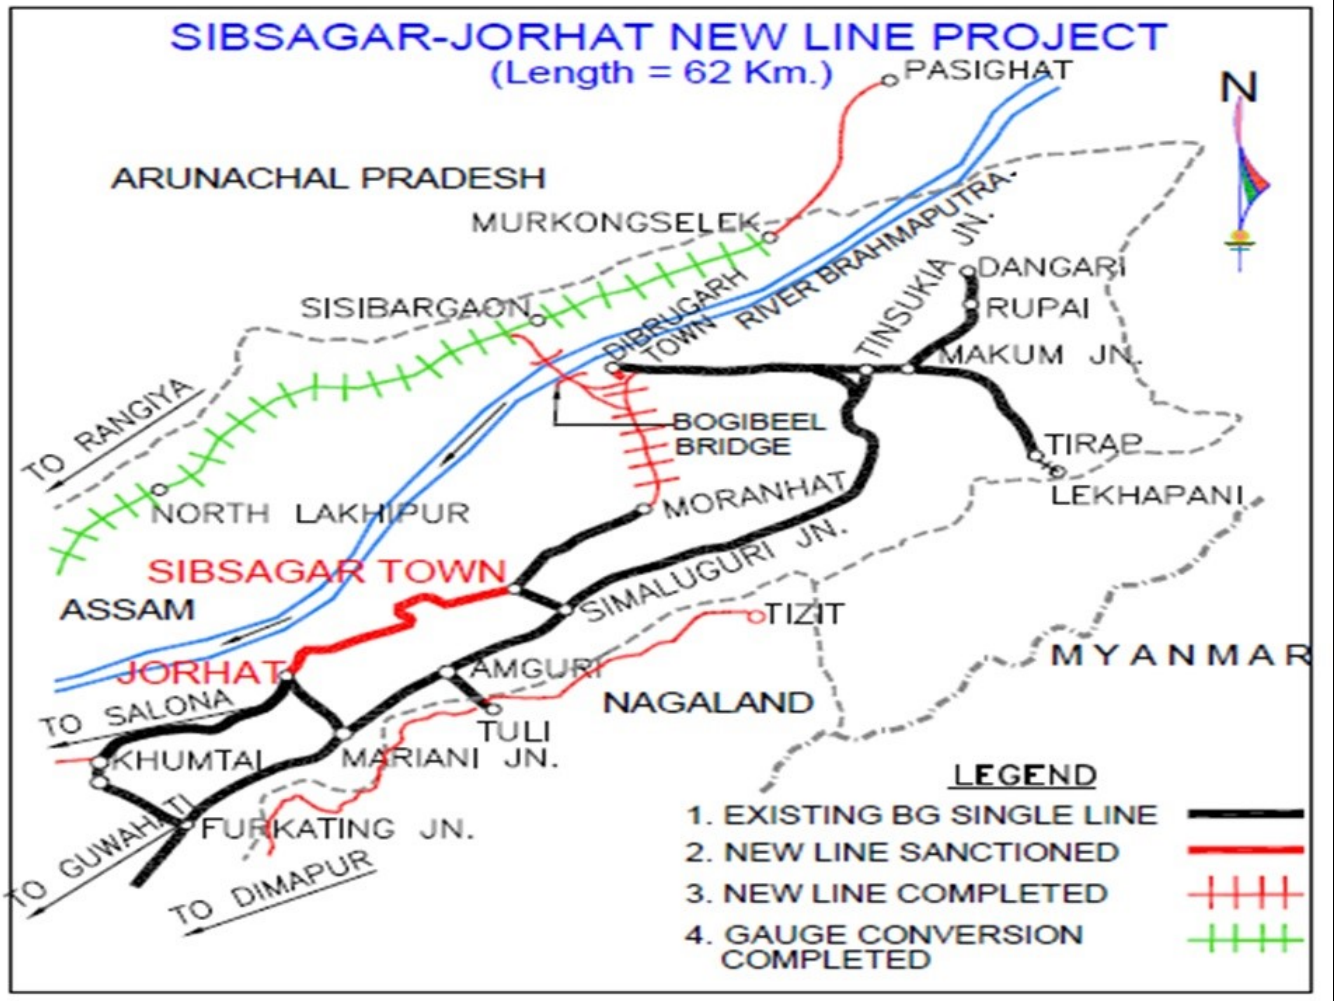 SIBSAGAR-JORHAT NEW LINE PROJECT
(Length = 62 Km.)
PASIGHAT
N
ARUNACHAL PRADESH
MURKONGSELEK
RIVER BRAHMAPUTRA-
TINSUKIA JN.
DANGARI
SISIBARGAON
DIBRUGARH
TOWN
RUPAI
MAKUM JN.
TO RANGIYA
BOGIBEEL
BRIDGE
TIRAP
LEKHAPANI
NORTH LAKHIPUR
MORANHAT
SIBSAGAR TOWN
SIMALUGURI JN.
ASSAM
TIZIT
MYANMAR
JORHAT
AMGURI
NAGALAND
TO SALONA
TULI
KHUMTAI
MARIANI JN.
TO GUWAHATI
FURKATING JN.
TO DIMAPUR
LEGEND
1. EXISTING BG SINGLE LINE
2. NEW LINE SANCTIONED
3. NEW LINE COMPLETED
4. GAUGE CONVERSION
COMPLETED